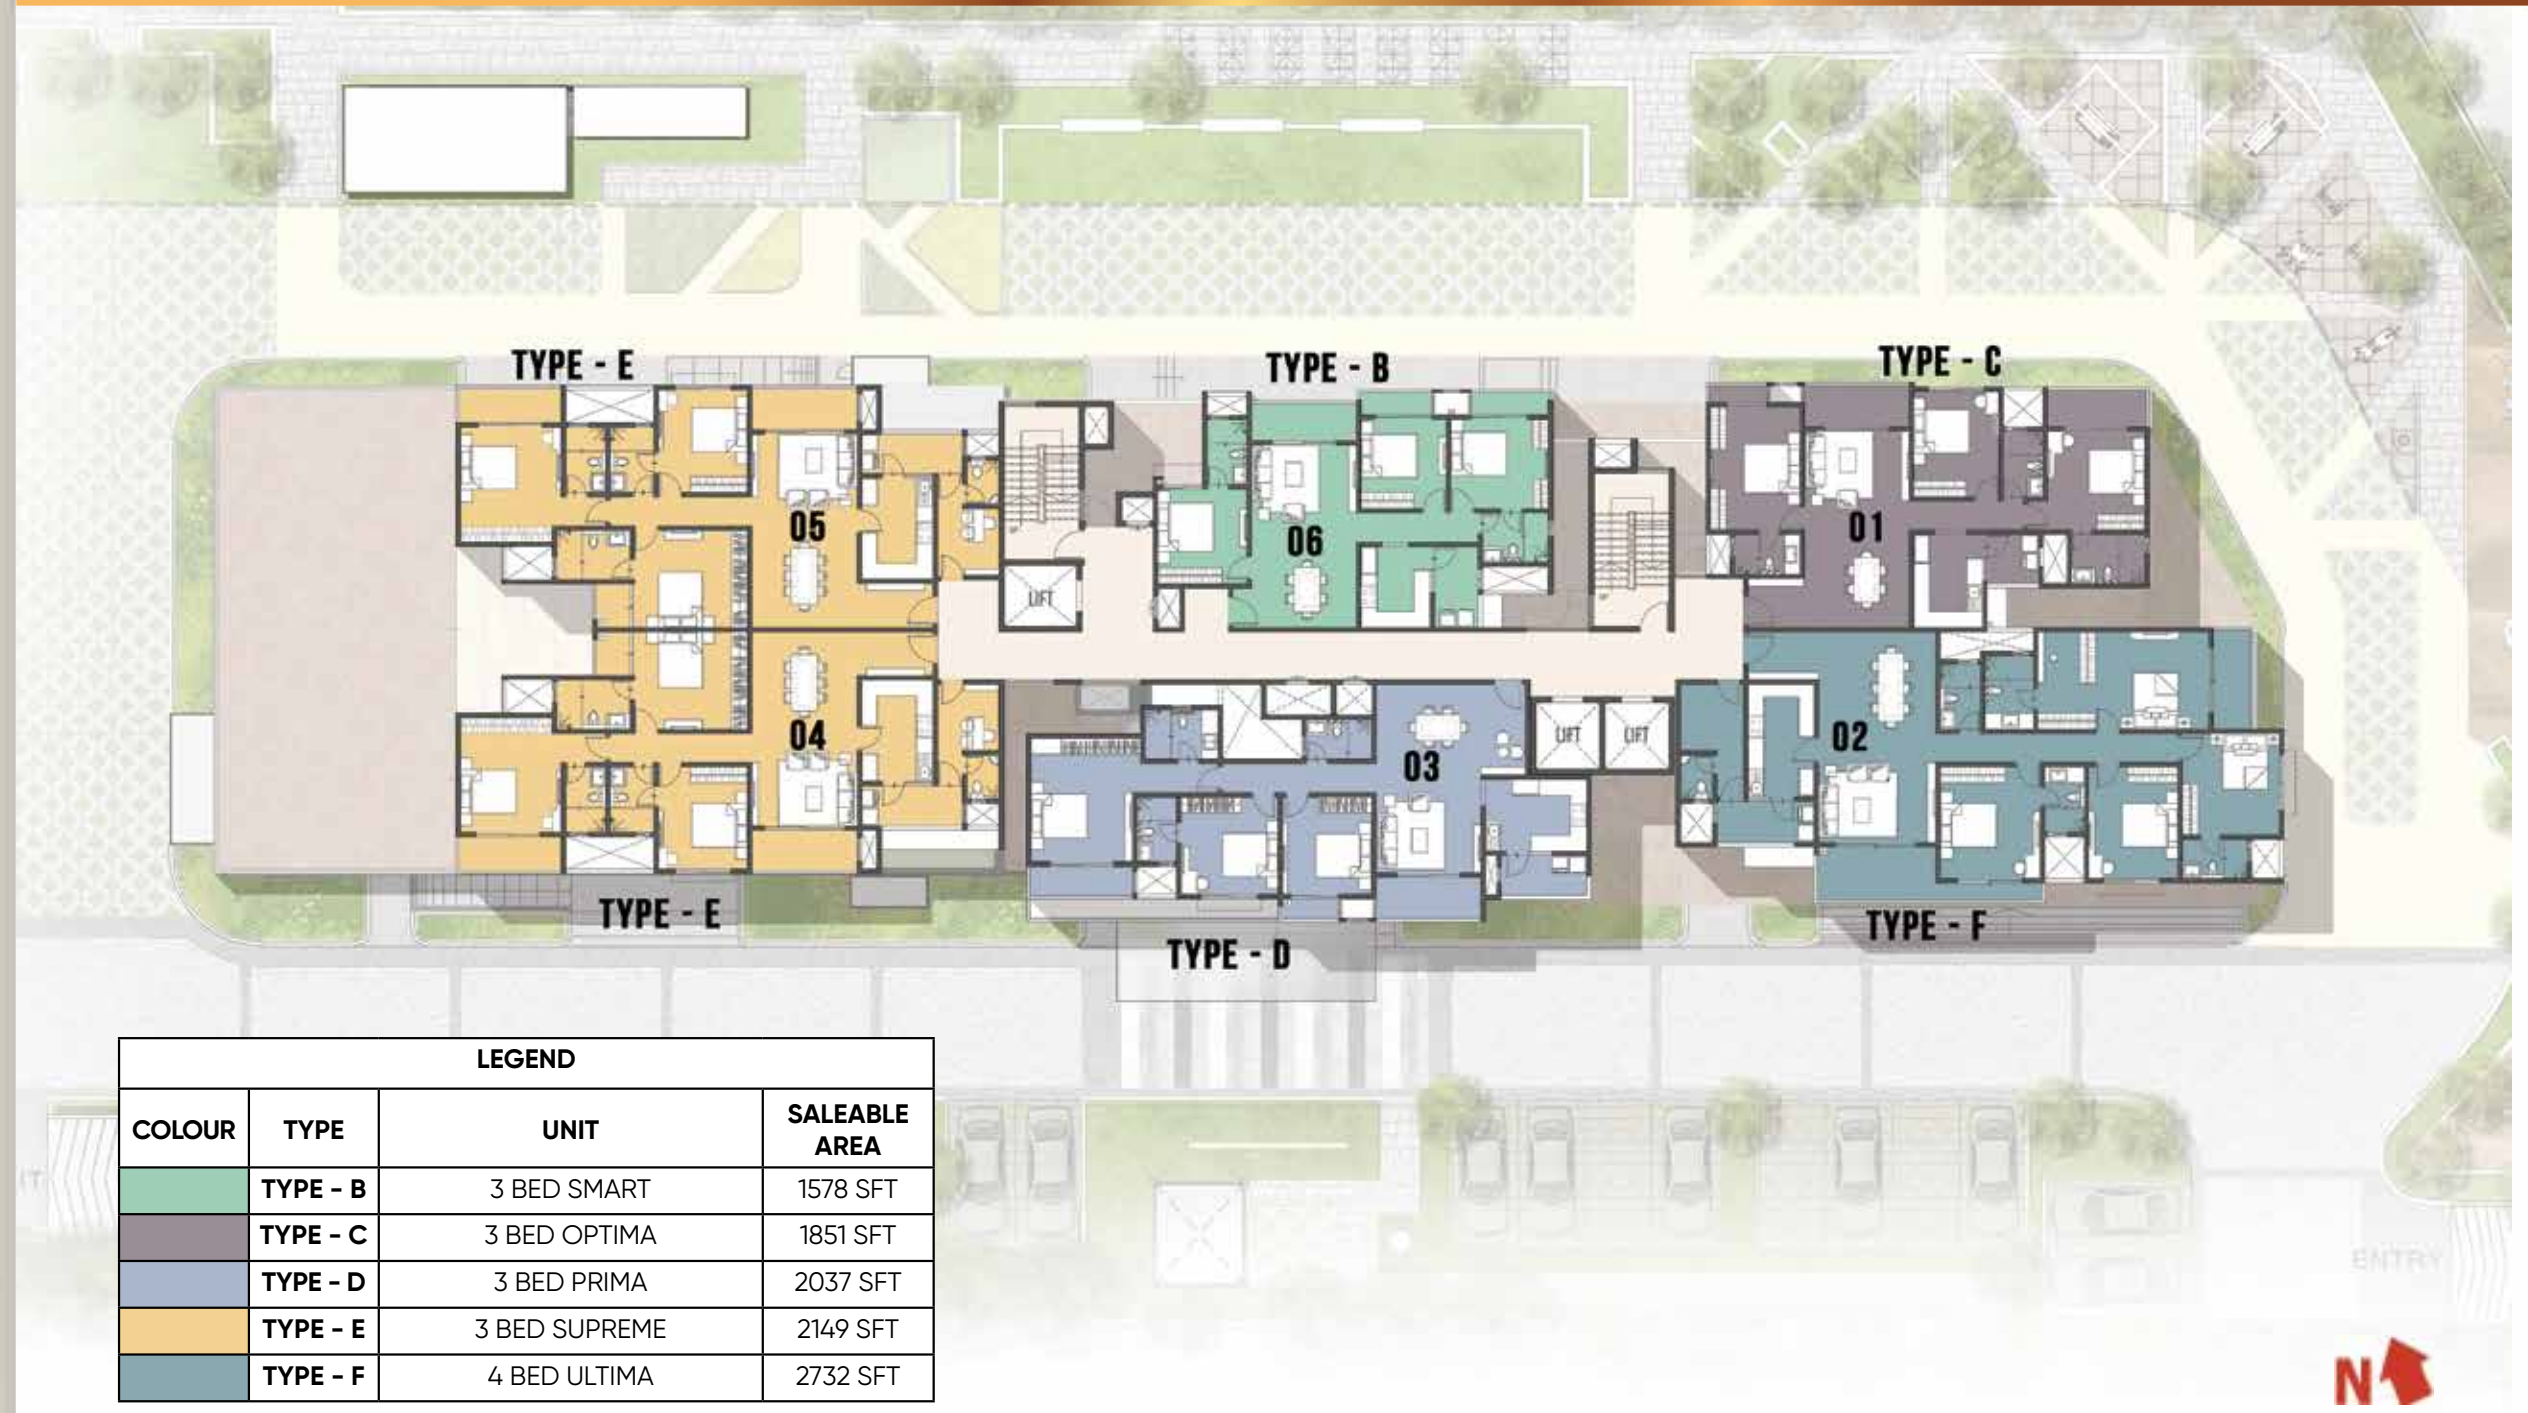 TYPE - E
TYPE - B
TYPE - C
05
06
01
LIFT
04
03
02
LIFT
LIFT
TYPE - E
TYPE - D
TYPE - F
LEGEND
COLOUR TYPE UNIT SALEABLE AREA
TYPE - B 3 BED SMART 1578 SFT
TYPE - C 3 BED OPTIMA 1851 SFT
TYPE - D 3 BED PRIMA 2037 SFT
TYPE - E 3 BED SUPREME 2149 SFT
TYPE - F 4 BED ULTIMA 2732 SFT
ENTRY
N